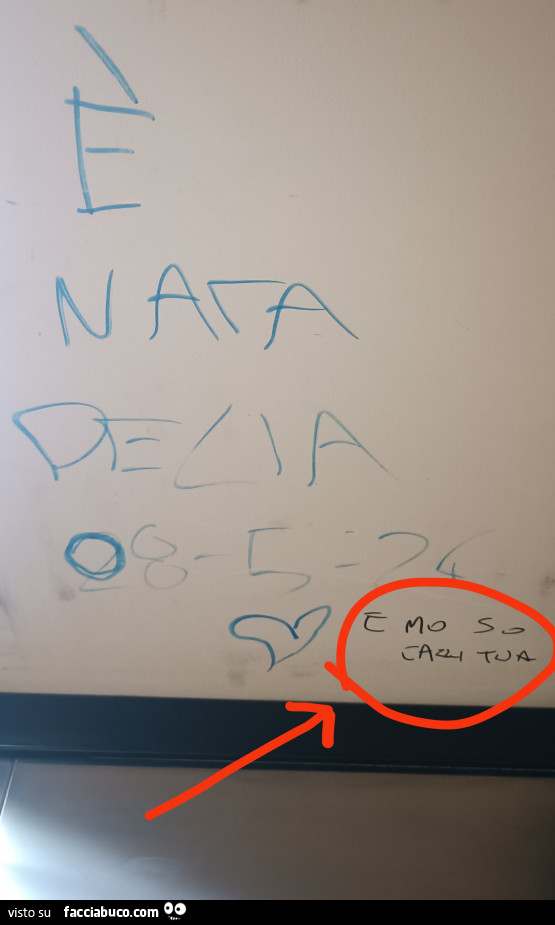 È
NATA
DELIA
08-5-24
E MO SO
CAZZI TUA
visto su facciabuco.com